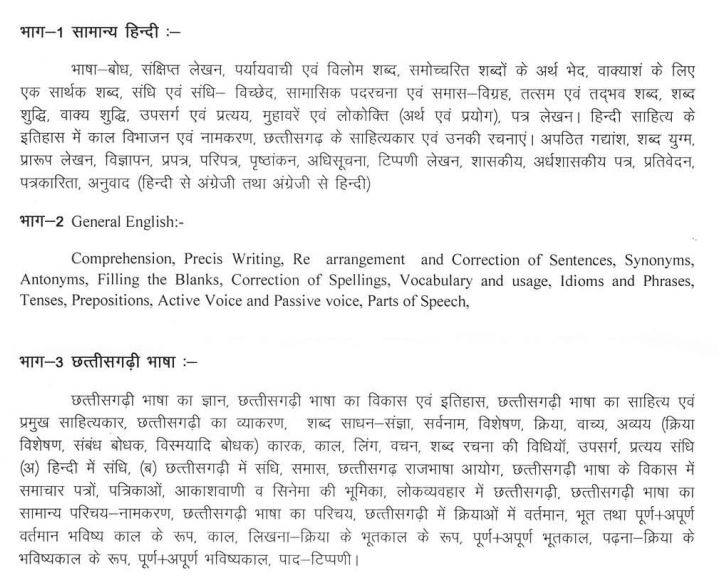 भाग–1 सामान्य हिन्दी :–
भाषा–बोध, संक्षिप्त लेखन, पर्यायवाची एवं विलोम शब्द, समोच्चरित शब्दों के अर्थ भेद, वाक्याशं के लिए
एक सार्थक शब्द, संधि एवं संधि– विच्छेद, सामासिक पदरचना एवं समास–विग्रह, तत्सम एवं तद्भव शब्द, शब्द
शुद्धि, वाक्य शुद्धि, उपसर्ग एवं प्रत्यय, मुहावरें एवं लोकोक्ति (अर्थ एवं प्रयोग), पत्र लेखन। हिन्दी साहित्य के
इतिहास में काल विभाजन एवं नामकरण, छत्तीसगढ़ के साहित्यकार एवं उनकी रचनाएं। अपठित गद्यांश, शब्द युग्म,
प्रारूप लेखन, विज्ञापन, प्रपत्र, परिपत्र, पृष्ठांकन, अधिसूचना, टिप्पणी लेखन, शासकीय, अर्धशासकीय पत्र, प्रतिवेदन,
पत्रकारिता, अनुवाद (हिन्दी से अंग्रेजी तथा अंग्रेजी से हिन्दी)
भाग–2 General English:-
Comprehension, Precis Writing, Re arrangement and Correction of Sentences, Synonyms,
Antonyms, Filling the Blanks, Correction of Spellings, Vocabulary and usage, Idioms and Phrases,
Tenses, Prepositions, Active Voice and Passive voice, Parts of Speech,
भाग–3 छत्तीसगढ़ी भाषा :–
छत्तीसगढ़ी भाषा का ज्ञान, छत्तीसगढ़ी भाषा का विकास एवं इतिहास, छत्तीसगढ़ी भाषा का साहित्य एवं
प्रमुख साहित्यकार, छत्तीसगढ़ी का व्याकरण, शब्द साधन–संज्ञा, सर्वनाम, विशेषण, क्रिया, वाच्य, अव्यय (क्रिया
विशेषण, संबंध बोधक, विस्मयादि बोधक) कारक, काल, लिंग, वचन, शब्द रचना की विधियॉ, उपसर्ग, प्रत्यय संधि
(अ) हिन्दी में संधि, (ब) छत्तीसगढ़ी में संधि, समास, छत्तीसगढ़ राजभाषा आयोग, छत्तीसगढ़ी भाषा के विकास में
समाचार पत्रों, पत्रिकाओं, आकाशवाणी व सिनेमा की भूमिका, लोकव्यवहार में छत्तीसगढ़ी, छत्तीसगढ़ी भाषा का
सामान्य परिचय–नामकरण, छत्तीसगढ़ी भाषा का परिचय, छत्तीसगढ़ी में क्रियाओं में वर्तमान, भूत तथा पूर्ण+अपूर्ण
वर्तमान भविष्य काल के रूप, काल, लिखना–क्रिया के भूतकाल के रूप, पूर्ण+अपूर्ण भूतकाल, पढ़ना–क्रिया के
भविष्यकाल के रूप, पूर्ण+अपूर्ण भविष्यकाल, पाद–टिप्पणी।